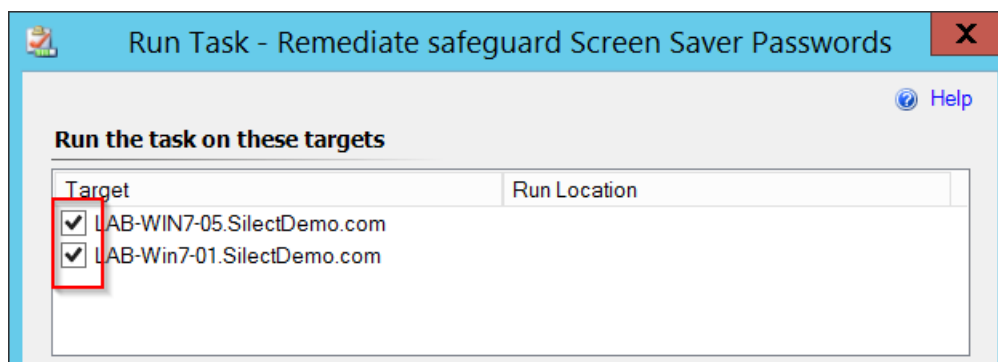 Run Task - Remediate safeguard Screen Saver Passwords
Help
Run the task on these targets
Target Run Location
LAB-WIN7-05.SilectDemo.com
LAB-Win7-01.SilectDemo.com